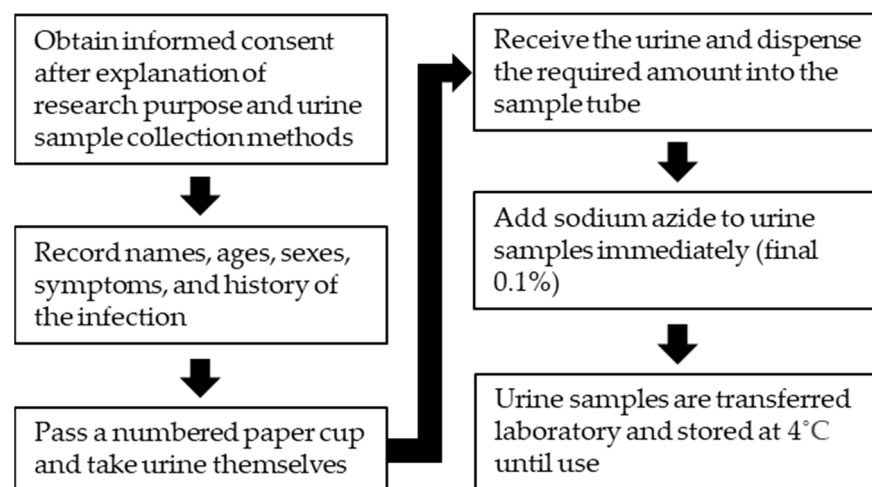 Obtain informed consent
after explanation of
research purpose and urine
sample collection methods
Record names, ages, sexes,
symptoms, and history of
the infection
Pass a numbered paper cup
and take urine themselves
Receive the urine and dispense
the required amount into the
sample tube
Add sodium azide to urine
samples immediately (final
0.1%)
Urine samples are transferred
laboratory and stored at 4°C
until use